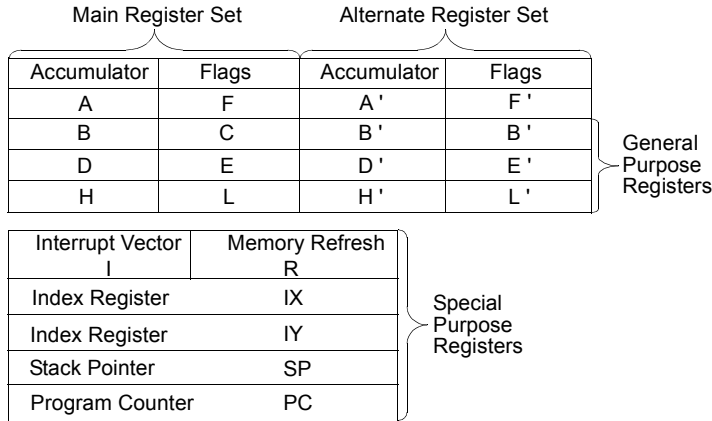 Main Register Set Alternate Register Set
Accumulator Flags Accumulator Flags
A F A ' F '
B C B ' B '
D E D ' E '
H L H ' L '
General
Purpose
Registers
Interrupt Vector Memory Refresh
I R
Index Register IX
Index Register IY
Stack Pointer SP
Program Counter PC
Special
Purpose
Registers